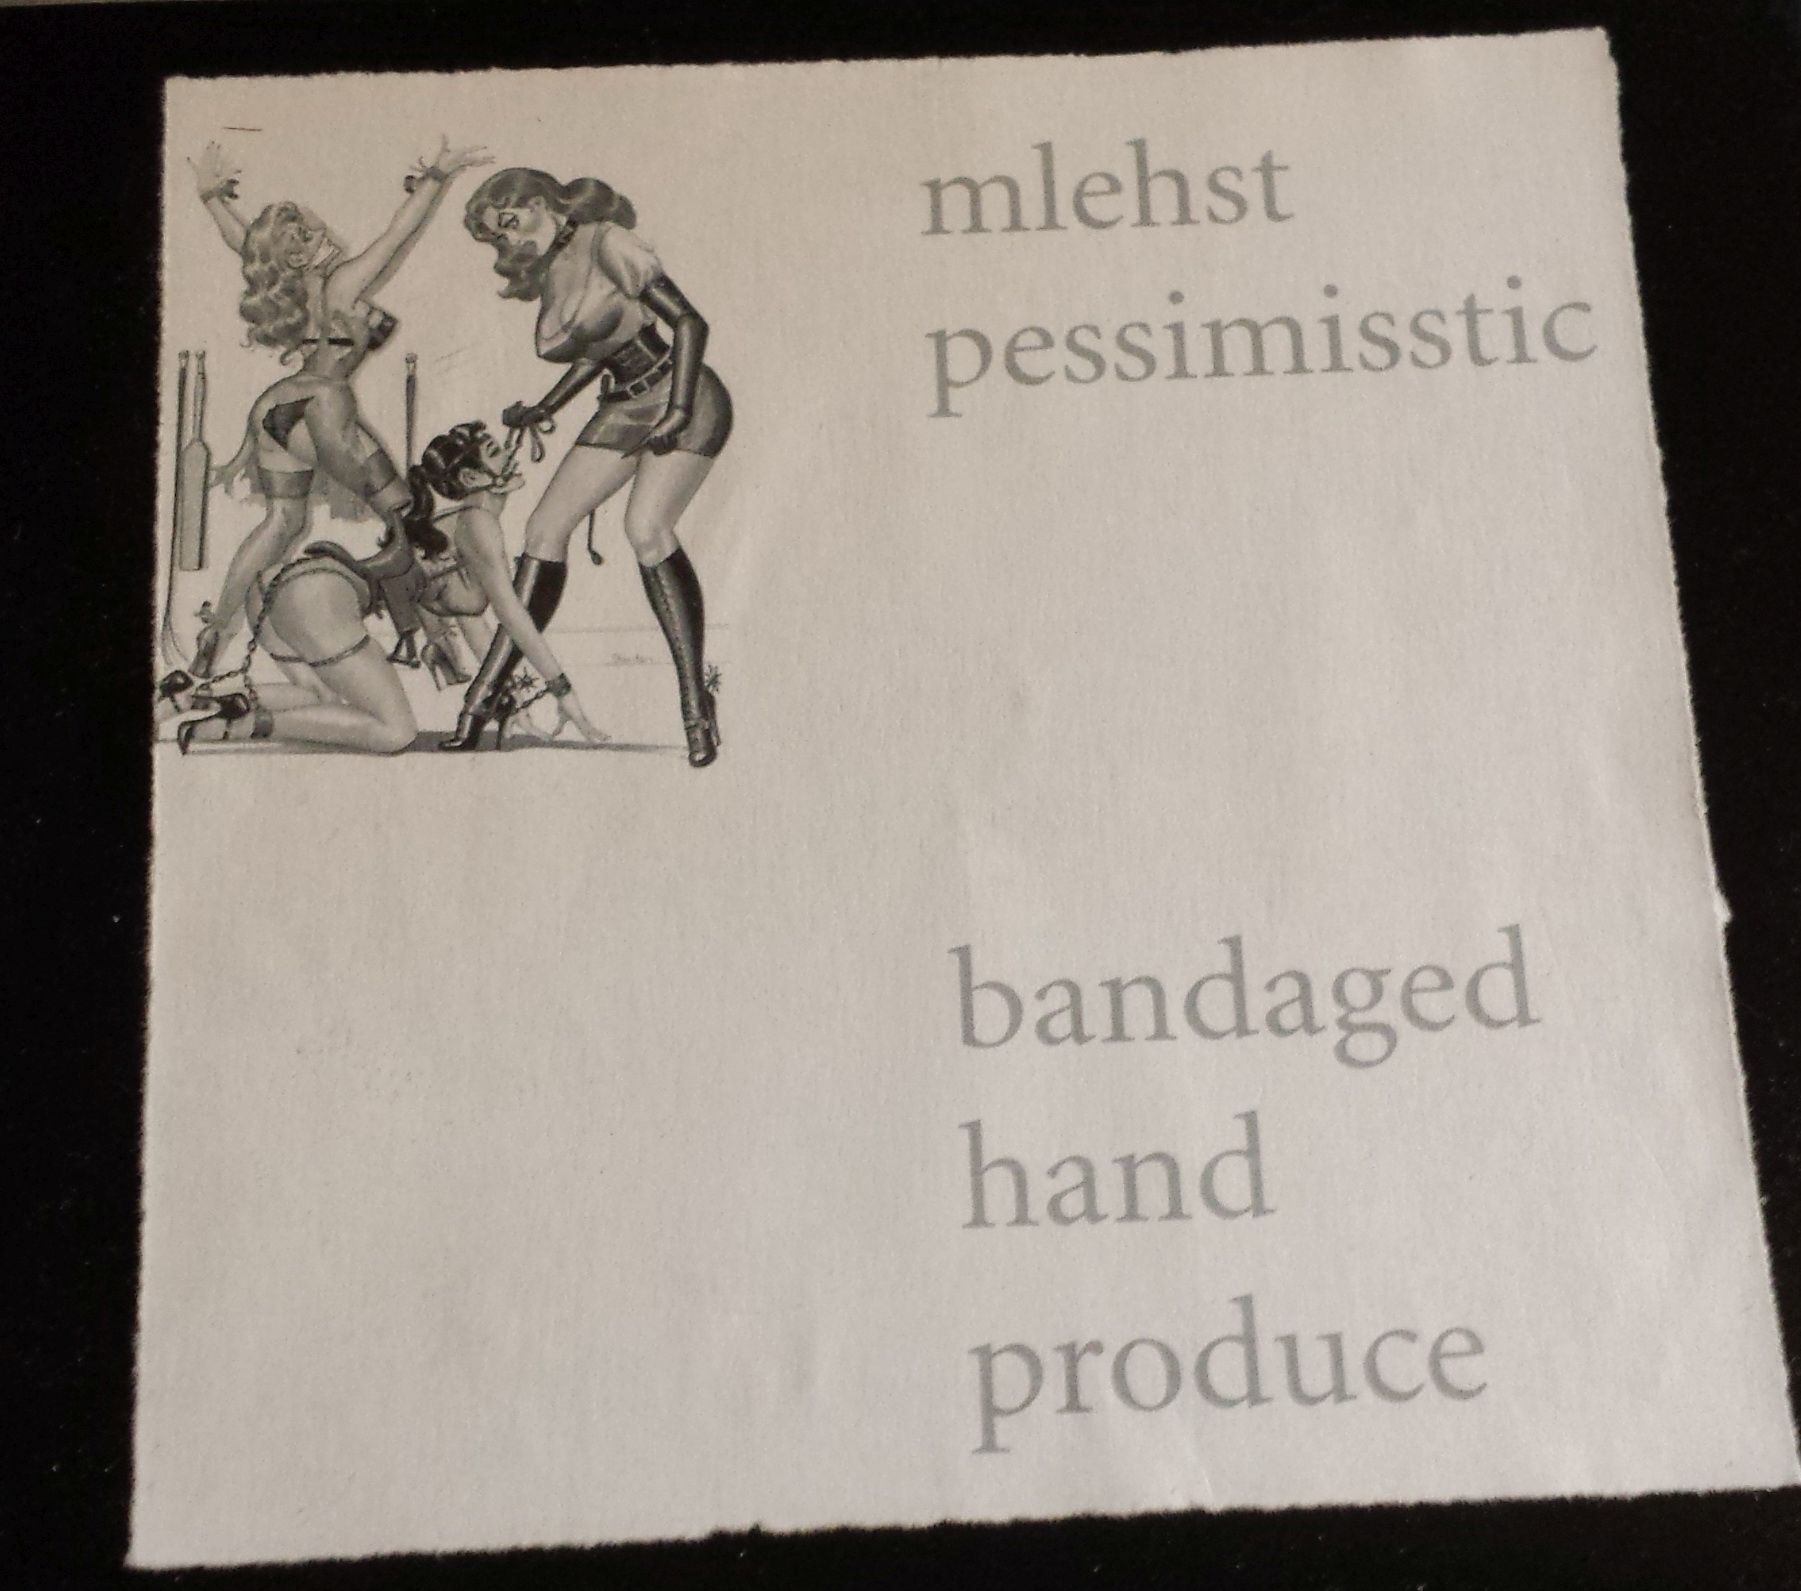 mlehst
pessimisstic
bandaged
hand
produce